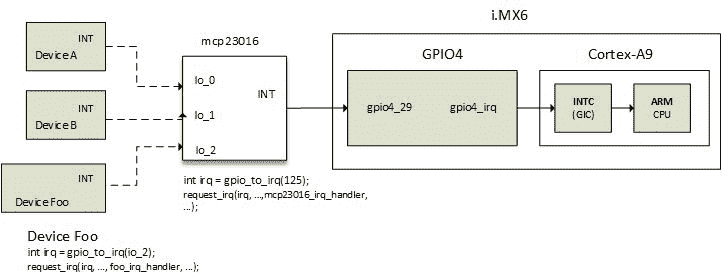 i.MX6
mcp23016
GPIO4
Cortex-A9
INT
Device A
INT
Device B
INT
Device Foo
Io_0
Io_1
Io_2
INT
gpio4_29
gpio4_irq
INTC
(GIC)
ARM
CPU
int irq = gpio_to_irq(125);
request_irq(irq, ...,mcp23016_irq_handler,
...);
Device Foo
int irq = gpio_to_irq(io_2);
request_irq(irq, ..., foo_irq_handler, ...);